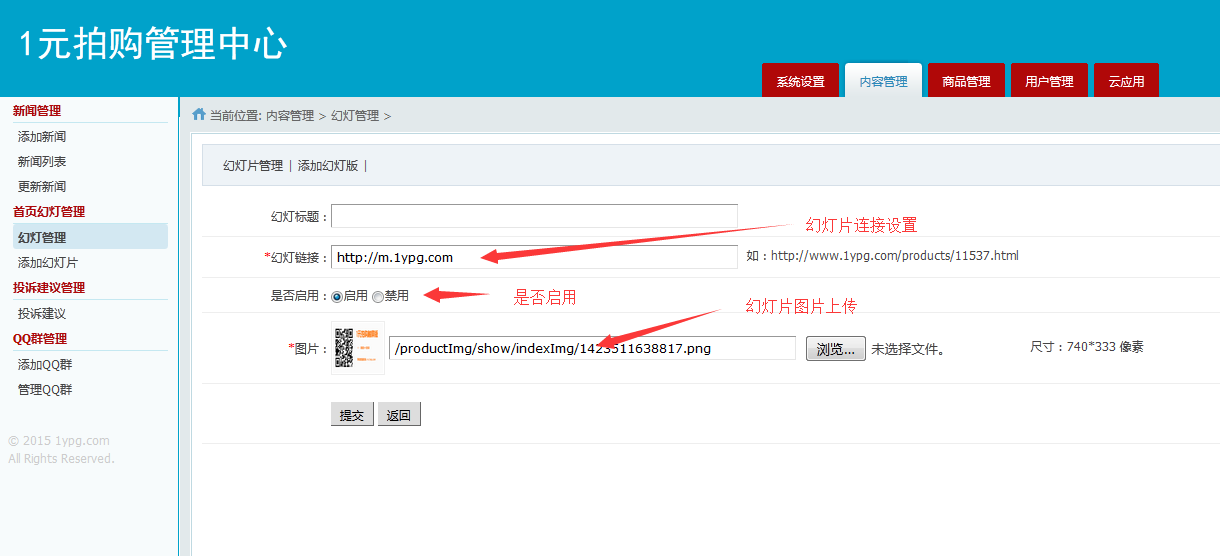 1元拍购管理中心
系统设置 内容管理 商品管理 用户管理 云应用
新闻管理
添加新闻
新闻列表
更新新闻
首页幻灯管理
幻灯管理
添加幻灯片
投诉建议管理
投诉建议
QQ群管理
添加QQ群
管理QQ群
© 2015 1ypg.com
All Rights Reserved.
当前位置: 内容管理 > 幻灯管理 >
幻灯片管理 | 添加幻灯版 |
幻灯标题：
幻灯片连接设置
*幻灯链接： http://m.1ypg.com 如：http://www.1ypg.com/products/11537.html
是否启用：启用 禁用 是否启用
幻灯片图片上传
*图片： /productImg/show/indexImg/1423511638817.png 浏览... 未选择文件。 尺寸：740*333 像素
提交 返回